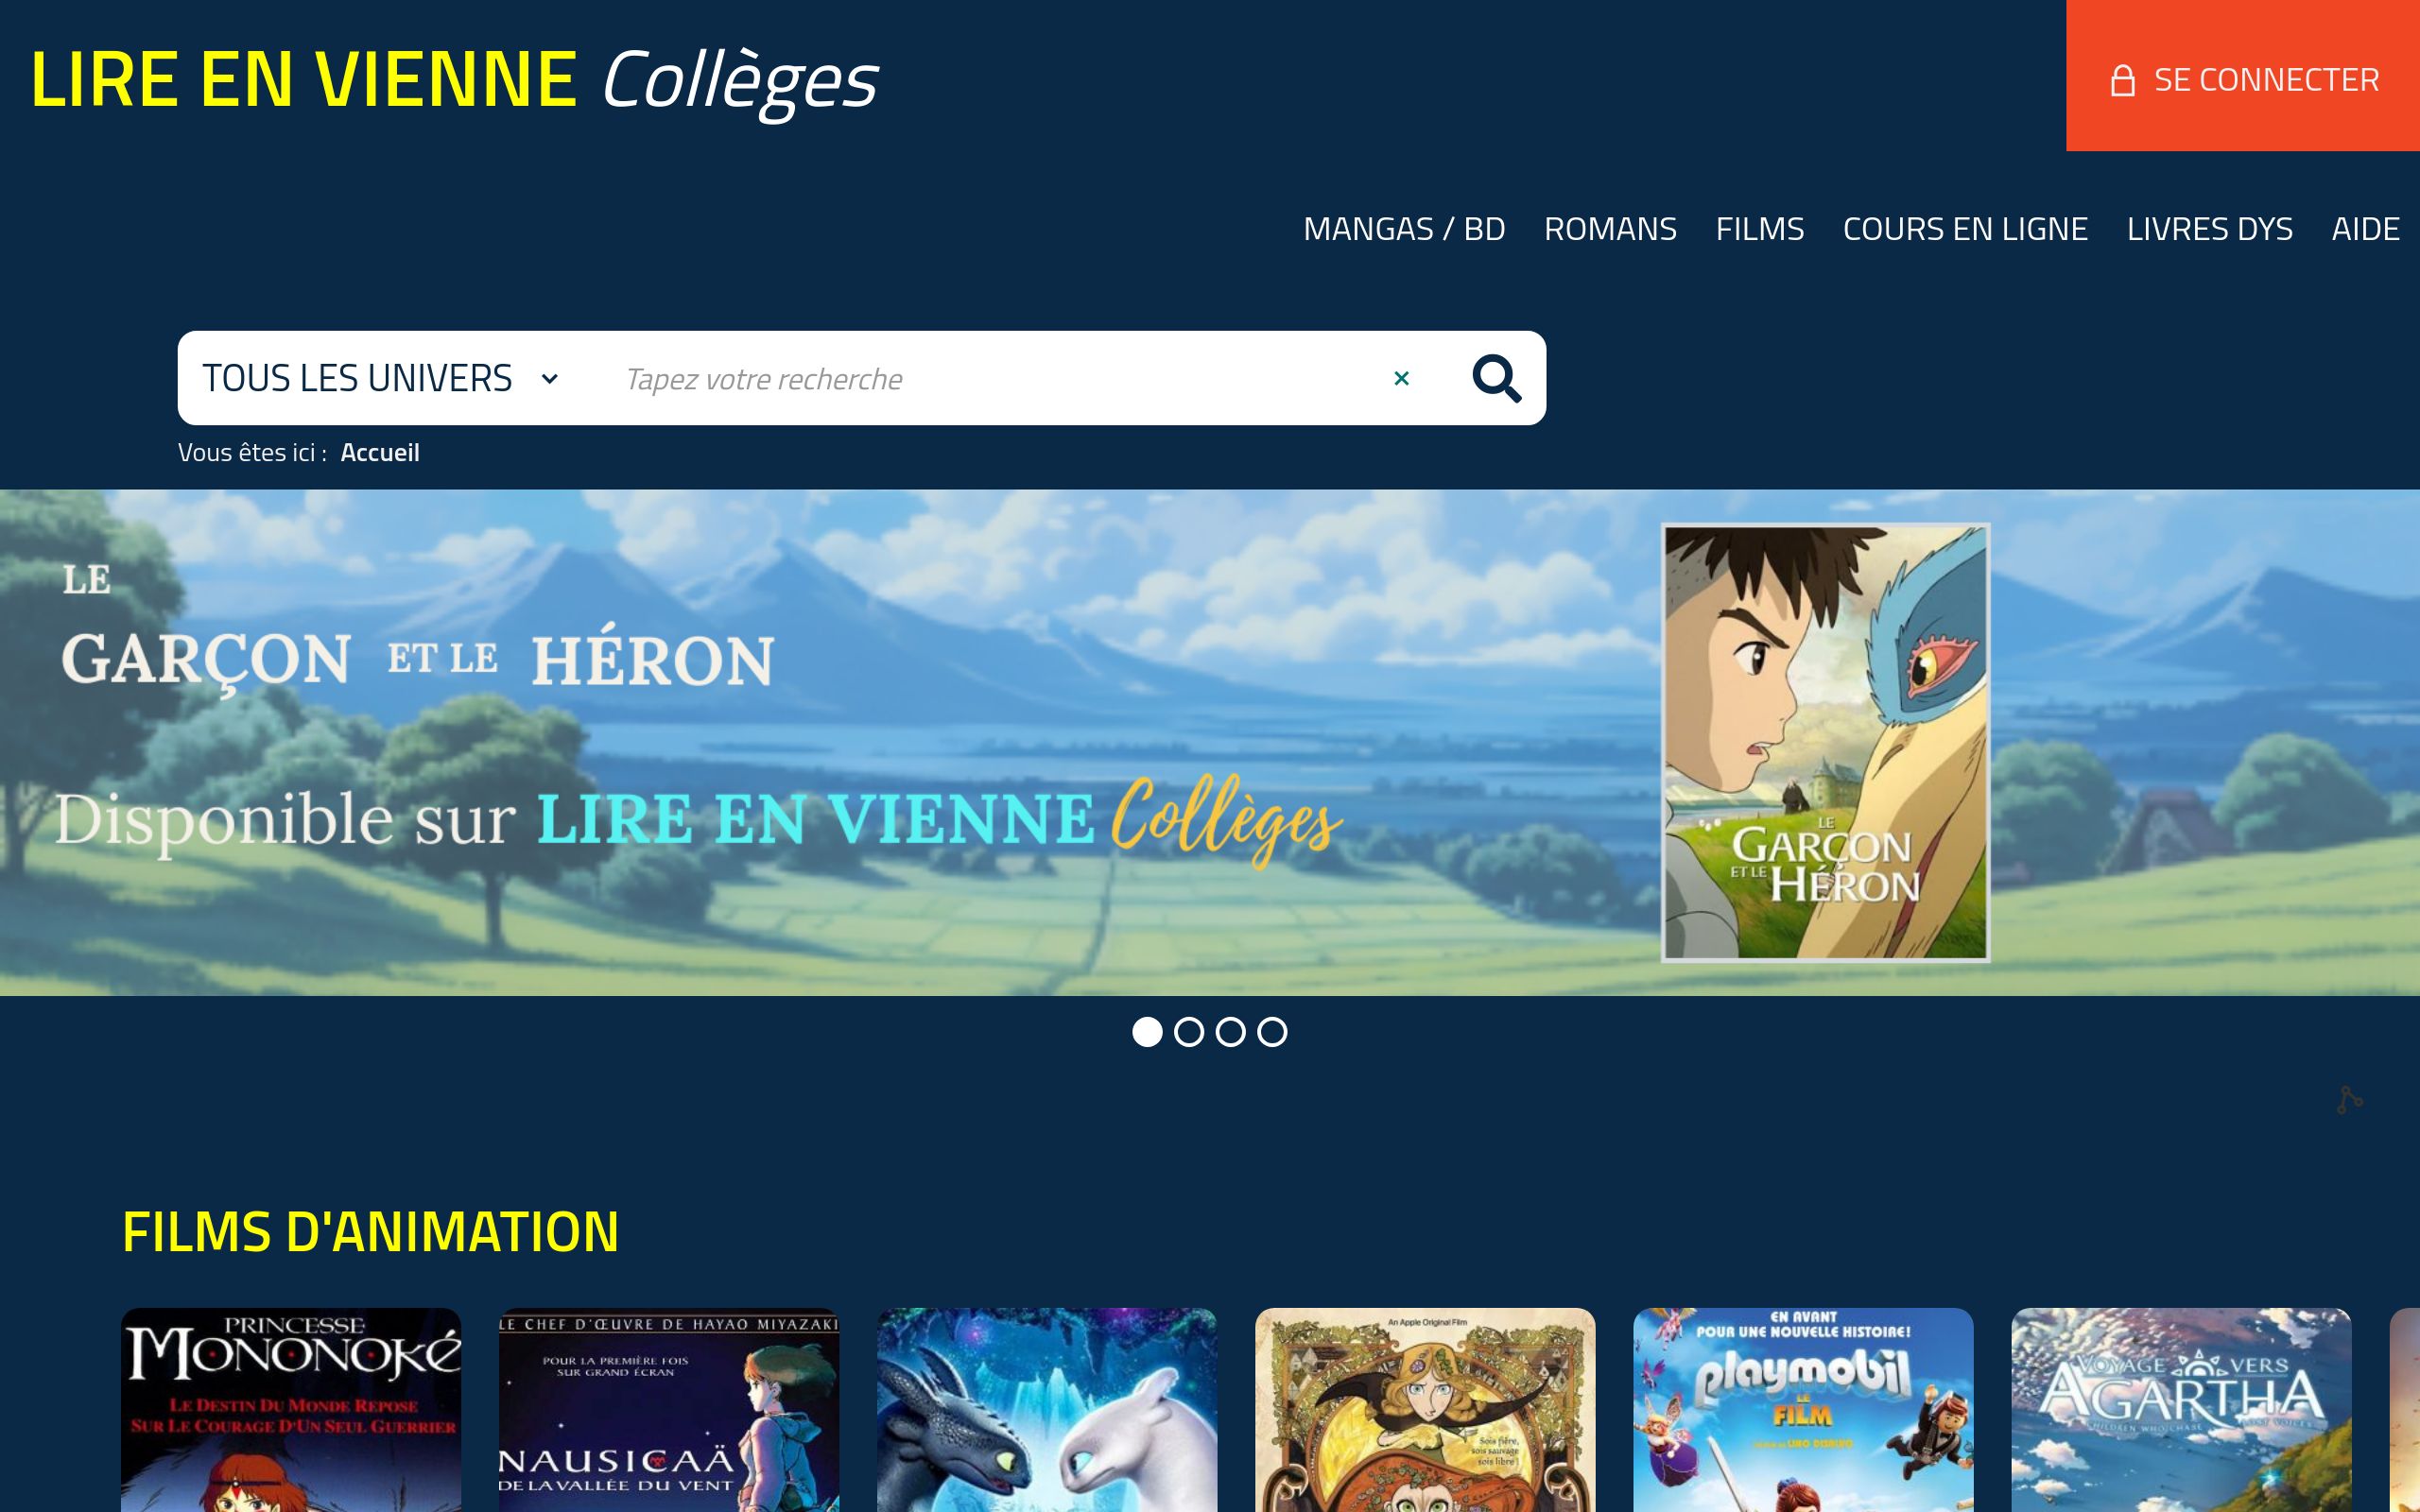 LIRE EN VIENNE Collèges
SE CONNECTER
MANGAS / BD ROMANS FILMS COURS EN LIGNE LIVRES DYS AIDE
TOUS LES UNIVERS Tapez votre recherche
Vous êtes ici : Accueil
LE
GARÇON ET LE HÉRON
Disponible sur LIRE EN VIENNE Collèges
LE
GARÇON
ET LE HÉRON
FILMS D'ANIMATION
PRINCESSE
MONONOKÉ
LE DESTIN DU MONDE REPOSE
SUR LE COURAGE D'UN SEUL GUERRIER
LE CHEF D'ŒUVRE DE HAYAO MIYAZAKI
POUR LA PREMIÈRE FOIS
SUR GRAND ÉCRAN
NAUSICAÄ
DE LA VALLÉE DU VENT
An Apple Original Film
Sois fière,
sois sauvage
sois libre !
EN AVANT
POUR UNE NOUVELLE HISTOIRE!
playmobil
LE
FILM
VOYAGE VERS
AGARTHA